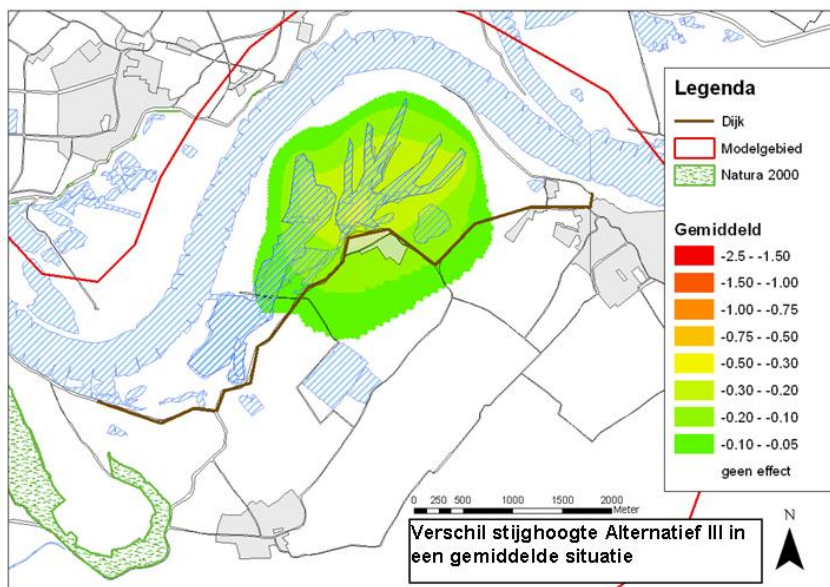 Legenda
Dijk
Modelgebied
Natura 2000
Gemiddeld
-2.5 - -1.50
-1.50 - -1.00
-1.00 - -0.75
-0.75 - -0.50
-0.50 - -0.30
-0.30 - -0.20
-0.20 - -0.10
-0.10 - -0.05
geen effect
0 250 500 1000 1500 2000
Meter
N
Verschil stijghoogte Alternatief III in
een gemiddelde situatie